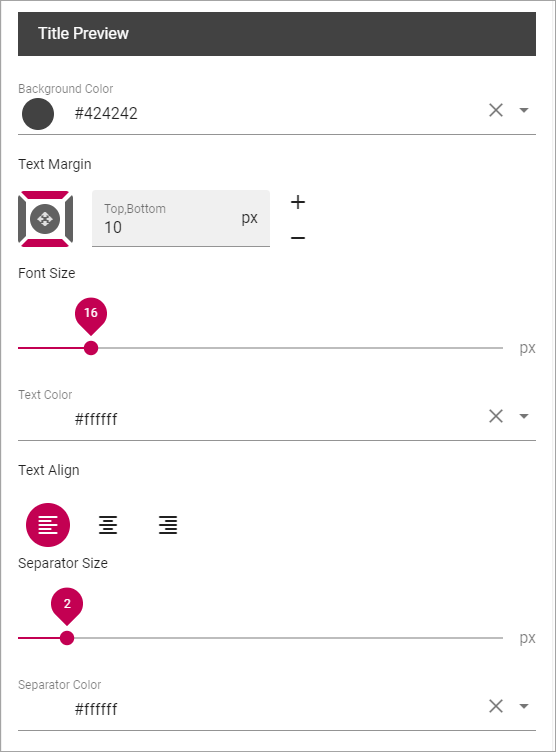 Title Preview
Background Color
#424242
Text Margin
Top,Bottom
10 px
Font Size
16
px
Text Color
#ffffff
Text Align
Separator Size
2
px
Separator Color
#ffffff